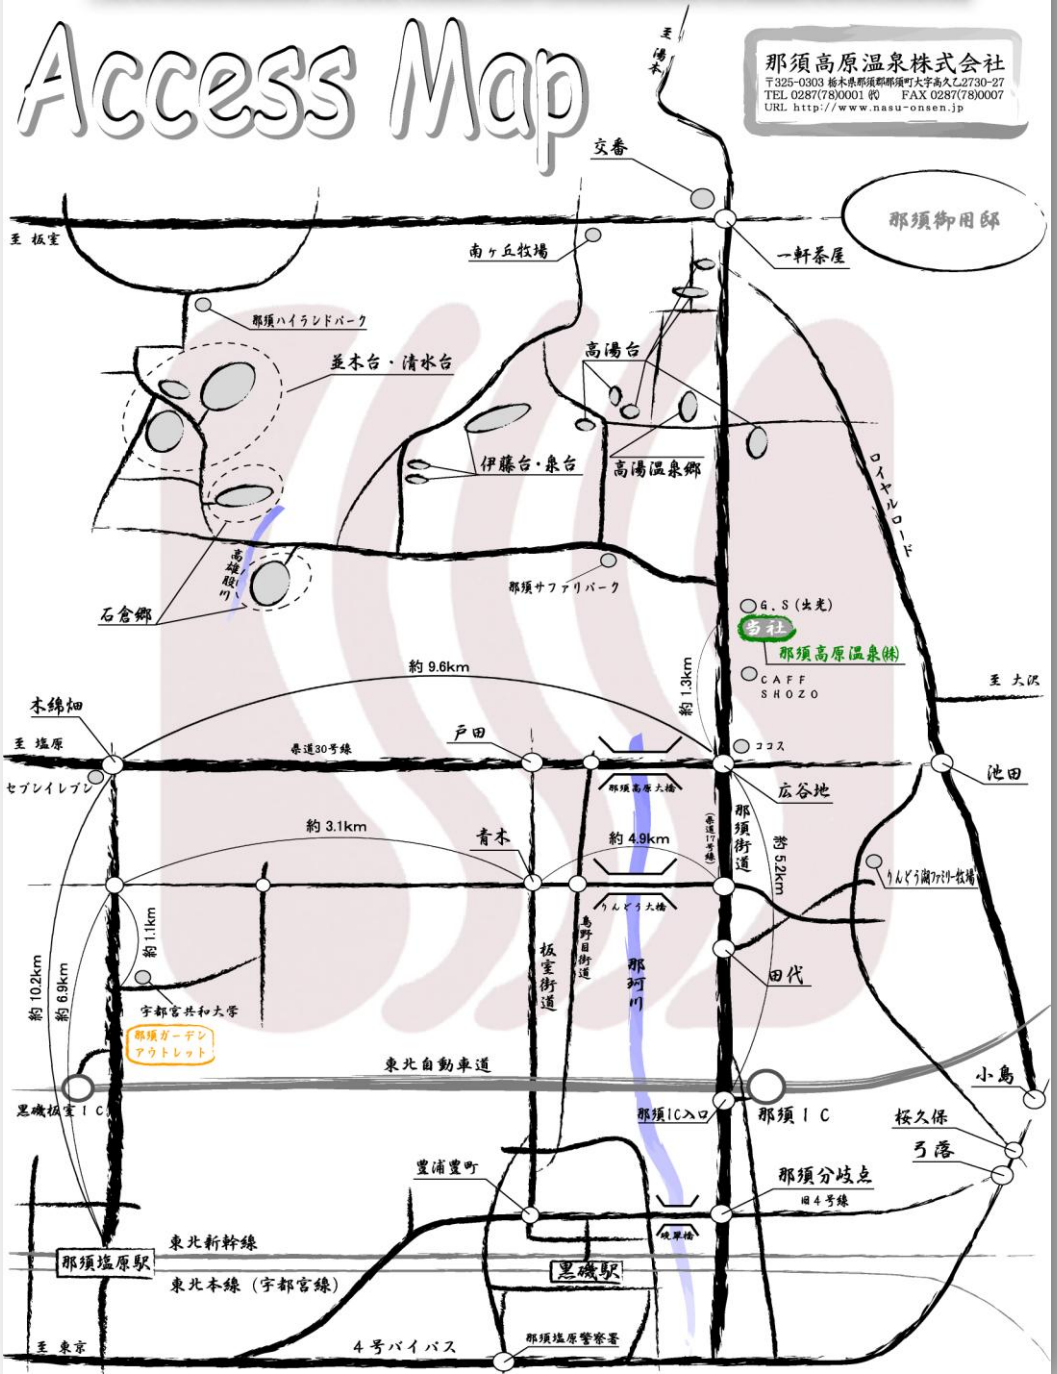 Access Map
至 湯本
那須高原温泉株式会社
〒325-0303 栃木県那須郡那須町大字高久乙2730-27
TEL 0287(78)0001 ㈹ FAX 0287(78)0007
URL http://www.nasu-onsen.jp
交番
那須御用邸
至 板室
南ヶ丘牧場
一軒茶屋
那須ハイランドパーク
並木台・清水台
高湯台
伊藤台・泉台
高湯温泉郷
ロイヤルロード
高雄股川
石倉郷
那須サファリパーク
G.S(出光)
当社
那須高原温泉㈱
約 9.6km
約 1.3km
CAFF
SHOZO
至 大沢
木綿畑
至 塩原
県道30号線
戸田
ココス
セブンイレブン
那須高原大橋
広谷地
池田
約 3.1km
青木
約 4.9km
(県道17号線)
那須街道
約 5.2km
りんどう湖ファミリー牧場
りんどう大橋
約 1.1km
約 10.2km
約 6.9km
板室街道
鳥野目街道
那珂川
田代
宇都宮共和大学
那須ガーデン
アウトレット
東北自動車道
小島
黒磯板室IC
那須IC入口
那須IC
桜久保
弓落
豊浦豊町
那須分岐点
旧4号線
晩翠橋
東北新幹線
那須塩原駅
黒磯駅
東北本線(宇都宮線)
至 東京
4号バイパス
那須塩原警察署